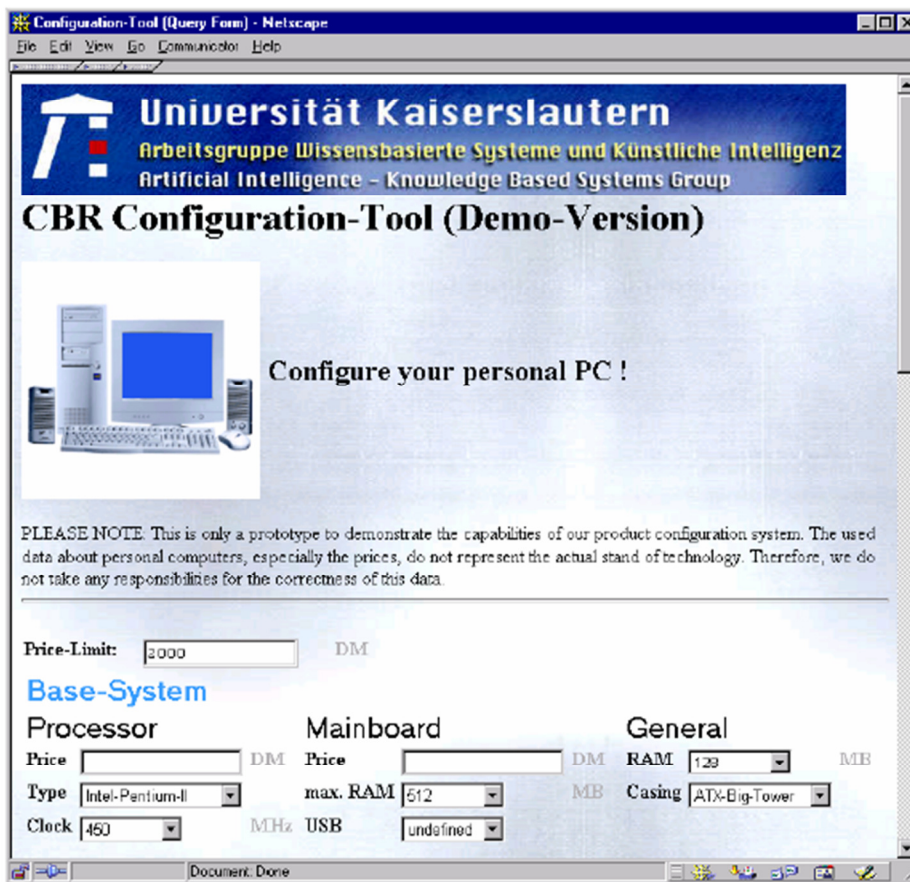 Configuration-Tool (Query Form) - Netscape
File Edit View Go Communicator Help
Universität Kaiserslautern
Arbeitsgruppe Wissensbasierte Systeme und Künstliche Intelligenz
Artificial Intelligence - Knowledge Based Systems Group
CBR Configuration-Tool (Demo-Version)
Configure your personal PC !
PLEASE NOTE: This is only a prototype to demonstrate the capabilities of our product configuration system. The used
data about personal computers, especially the prices, do not represent the actual stand of technology. Therefore, we do
not take any responsibilities for the correctness of this data.
Price-Limit: 2000 DM
Base-System
Processor Mainboard General
Price DM Price DM RAM 128 MB
Type Intel-Pentium-II max. RAM 512 MB Casing ATX-Big-Tower
Clock 450 MHz USB undefined
Document: Done